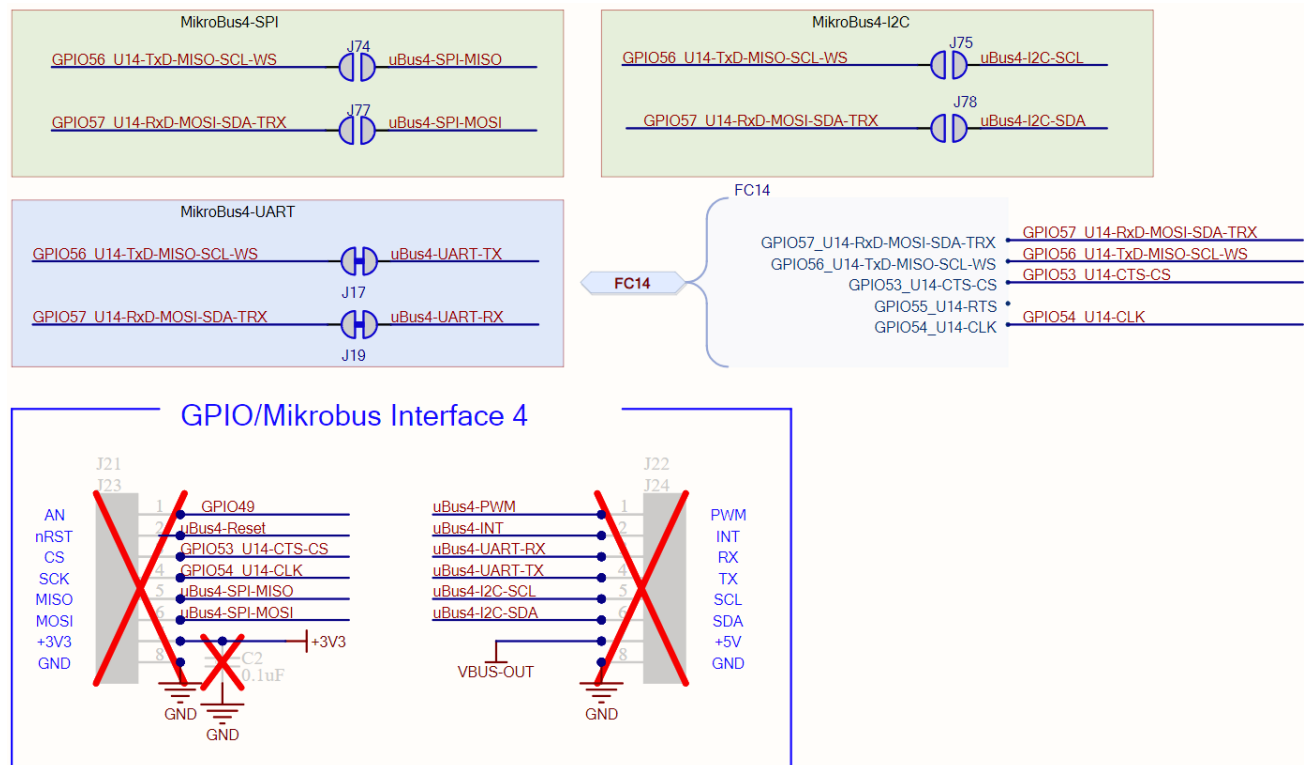 MikroBus4-SPI
J74
GPIO56_U14-TxD-MISO-SCL-WS uBus4-SPI-MISO
J77
GPIO57_U14-RxD-MOSI-SDA-TRX uBus4-SPI-MOSI
MikroBus4-I2C
J75
GPIO56_U14-TxD-MISO-SCL-WS uBus4-I2C-SCL
J78
GPIO57_U14-RxD-MOSI-SDA-TRX uBus4-I2C-SDA
MikroBus4-UART
GPIO56_U14-TxD-MISO-SCL-WS uBus4-UART-TX
J17
GPIO57_U14-RxD-MOSI-SDA-TRX uBus4-UART-RX
J19
FC14
FC14
GPIO57_U14-RxD-MOSI-SDA-TRX GPIO57_U14-RxD-MOSI-SDA-TRX
GPIO56_U14-TxD-MISO-SCL-WS GPIO56_U14-TxD-MISO-SCL-WS
GPIO53_U14-CTS-CS GPIO53_U14-CTS-CS
GPIO55_U14-RTS
GPIO54_U14-CLK GPIO54_U14-CLK
GPIO/Mikrobus Interface 4
J21
J23
AN 1 GPIO49
nRST 2 uBus4-Reset
CS GPIO53_U14-CTS-CS
SCK 4 GPIO54_U14-CLK
MISO 5 uBus4-SPI-MISO
MOSI 6 uBus4-SPI-MOSI
+3V3 +3V3
GND 8
C2
0.1uF
GND
GND
J22
J24
uBus4-PWM 1 PWM
uBus4-INT 2 INT
uBus4-UART-RX RX
uBus4-UART-TX 4 TX
uBus4-I2C-SCL 5 SCL
uBus4-I2C-SDA 6 SDA
+5V
VBUS-OUT 8 GND
GND